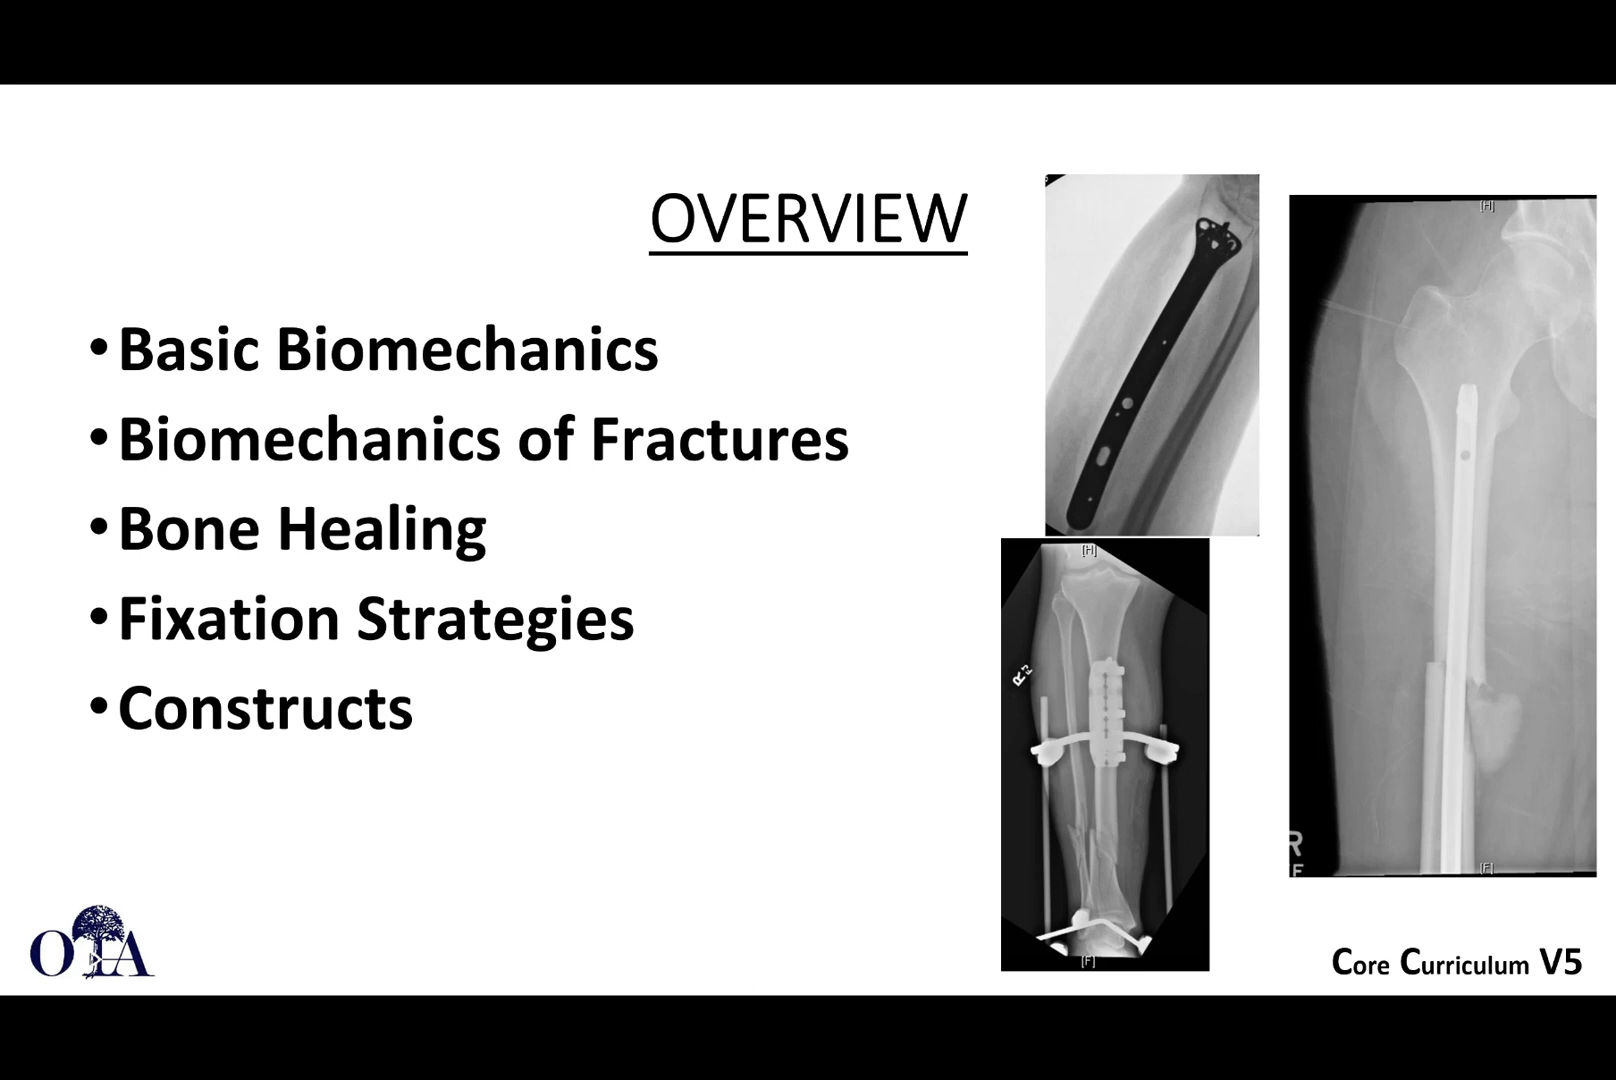 OVERVIEW
•Basic Biomechanics
•Biomechanics of Fractures
•Bone Healing
•Fixation Strategies
•Constructs
[H]
[H]
R
[F]
R
F
[F]
OTA
Core Curriculum V5